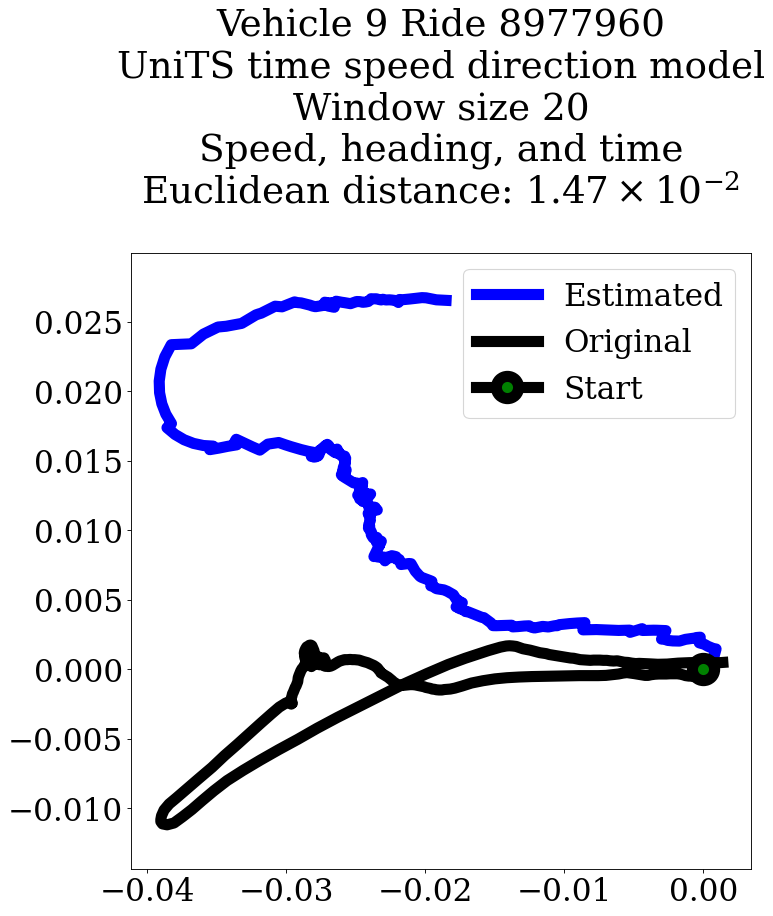 Vehicle 9 Ride 8977960
UniTS time speed direction model
Window size 20
Speed, heading, and time
Euclidean distance: 1.47 × 10⁻²
Estimated
Original
Start
0.025
0.020
0.015
0.010
0.005
0.000
−0.005
−0.010
−0.04 −0.03 −0.02 −0.01 0.00